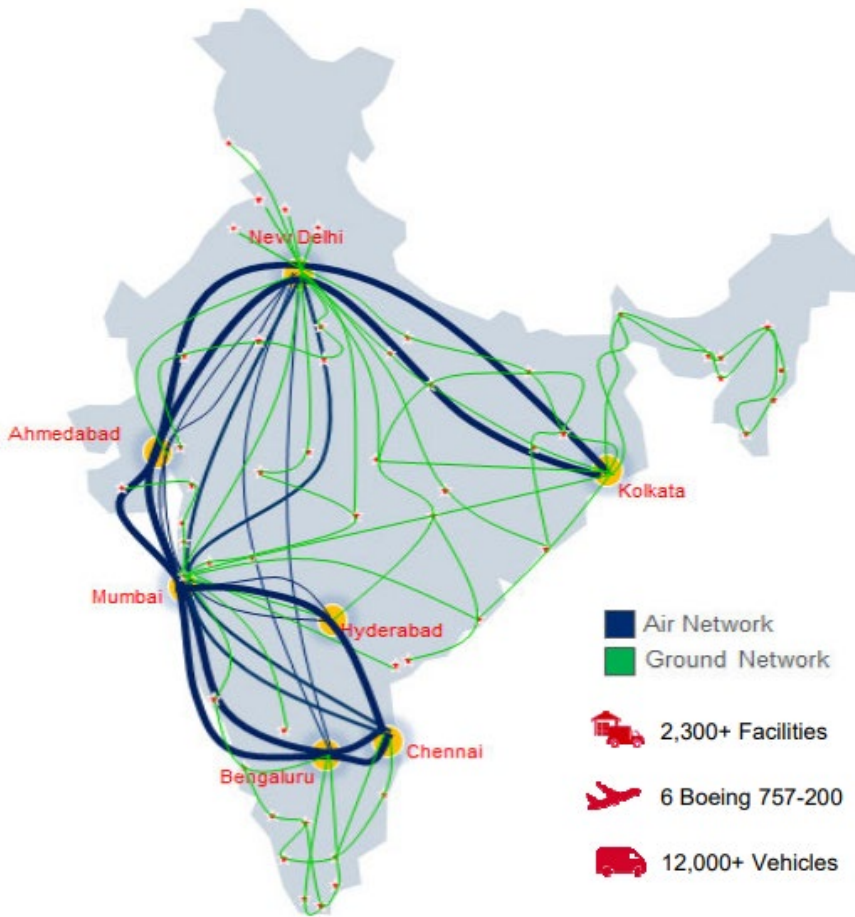 New Delhi
Ahmedabad
Kolkata
Mumbai
Hyderabad
Air Network
Ground Network
2,300+ Facilities
Chennai
Bengaluru
6 Boeing 757-200
12,000+ Vehicles